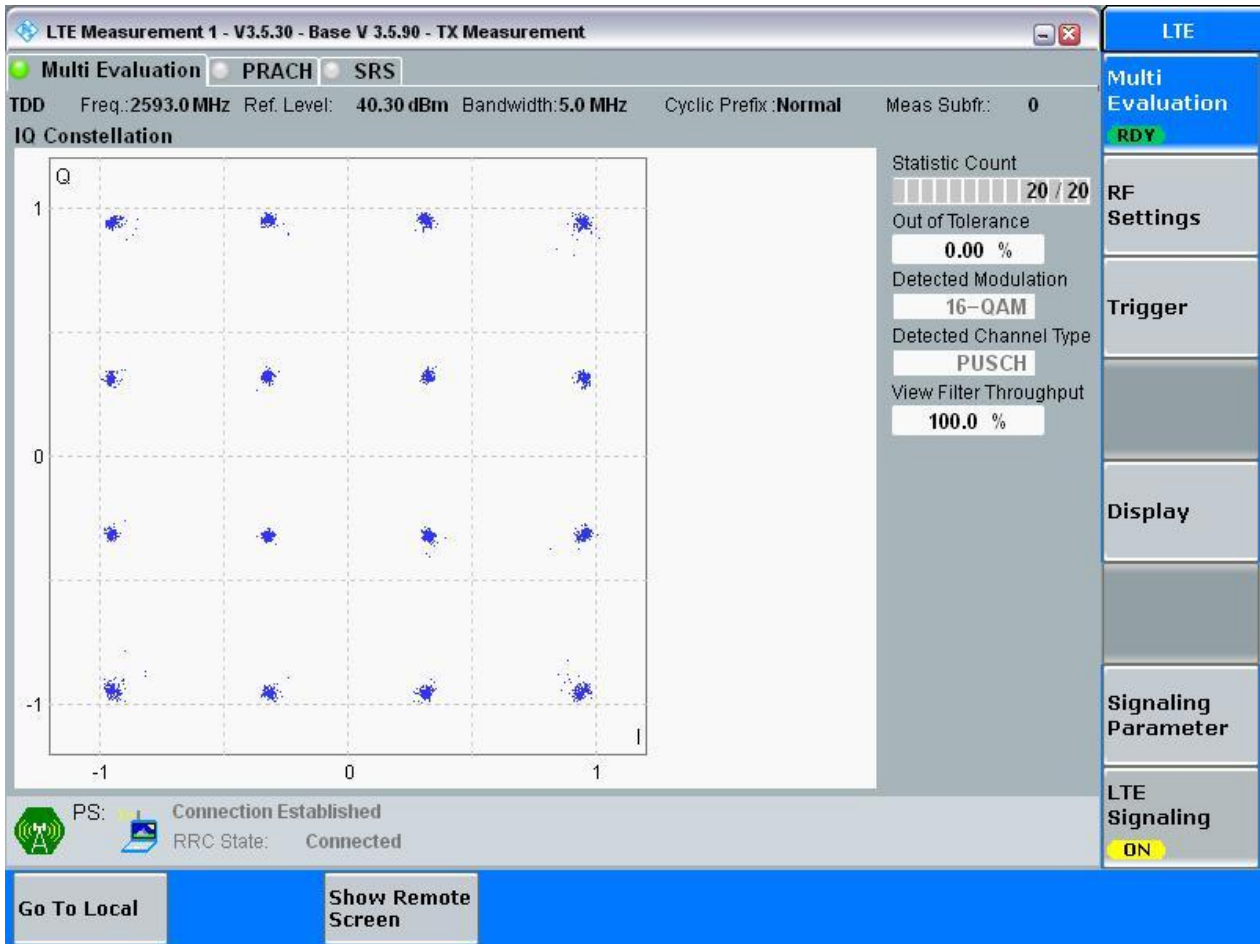 LTE Measurement 1 - V3.5.30 - Base V 3.5.90 - TX Measurement
LTE
Multi Evaluation PRACH SRS
TDD Freq.:2593.0 MHz Ref. Level: 40.30 dBm Bandwidth:5.0 MHz Cyclic Prefix :Normal Meas Subfr.: 0
IQ Constellation
Q
1
0
-1
-1 0 1
I
Statistic Count
20 / 20
Out of Tolerance
0.00 %
Detected Modulation
16-QAM
Detected Channel Type
PUSCH
View Filter Throughput
100.0 %
Multi
Evaluation
RDY
RF
Settings
Trigger
Display
Signaling
Parameter
LTE
Signaling
ON
PS: Connection Established
RRC State: Connected
Go To Local
Show Remote
Screen